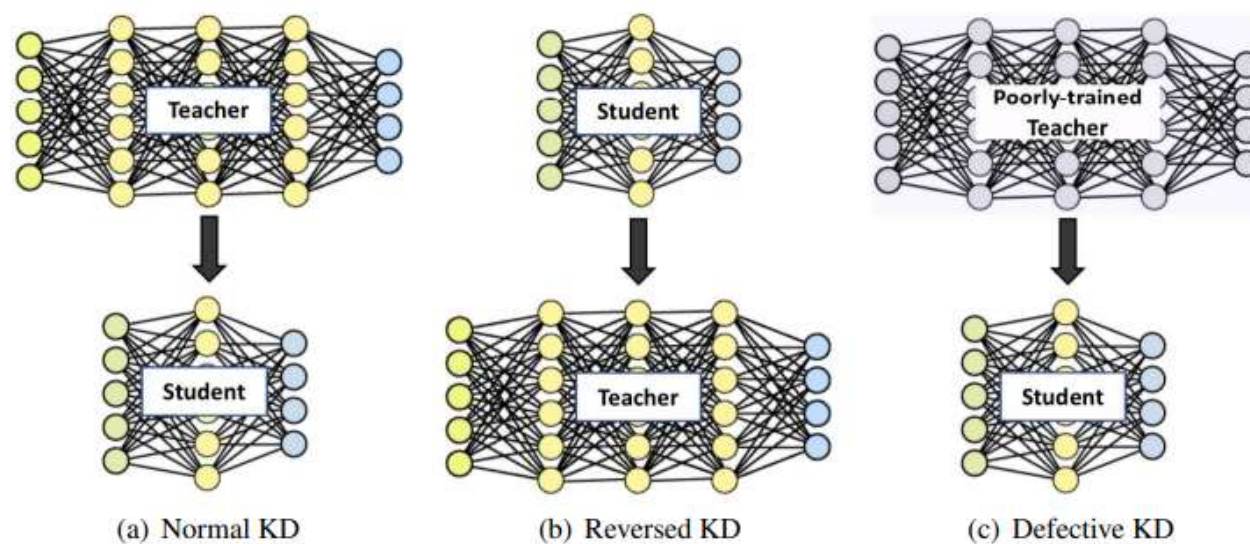 Teacher
Student
Poorly-trained
Teacher
Student
Teacher
Student
(a) Normal KD
(b) Reversed KD
(c) Defective KD